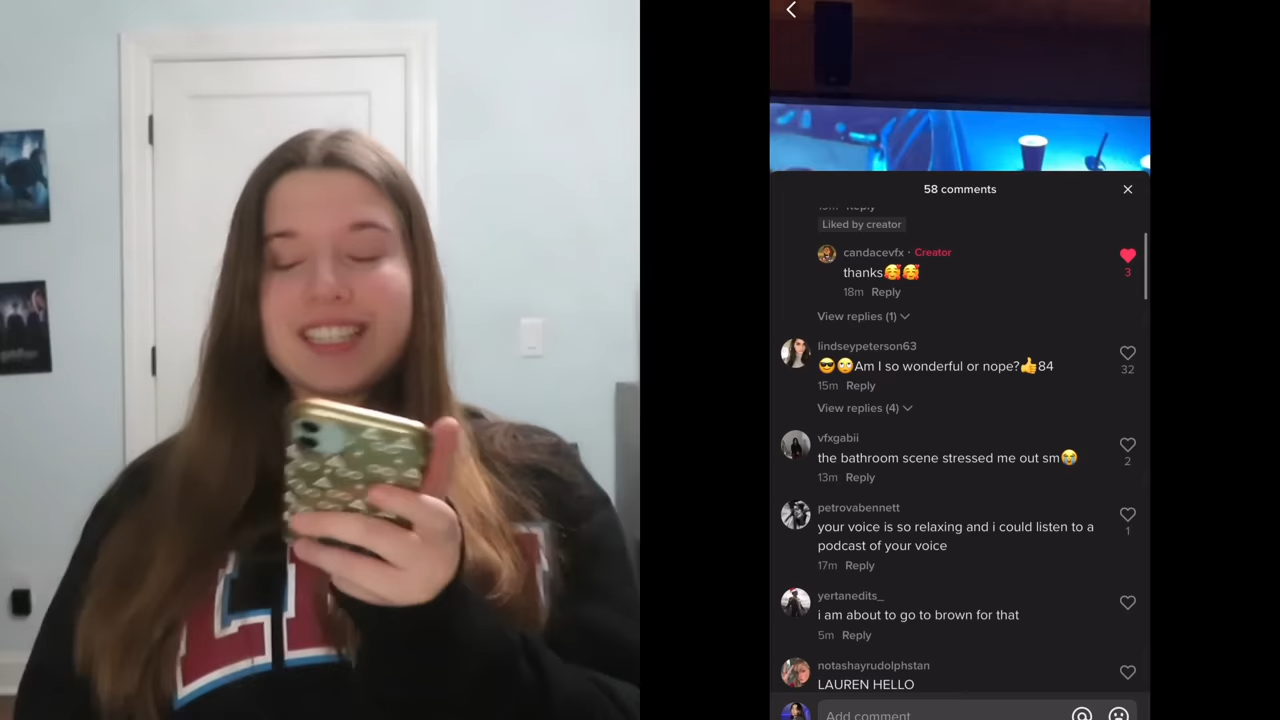 58 comments
Reply
Liked by creator
candacevfx · Creator
thanks🥰🥰
3
18m Reply
View replies (1)
lindseypeterson63
😎🙄Am I so wonderful or nope?👍84
32
15m Reply
View replies (4)
vfxgabii
the bathroom scene stressed me out sm😭
2
13m Reply
petrovabennett
your voice is so relaxing and i could listen to a
podcast of your voice
1
17m Reply
yertanedits_
i am about to go to brown for that
5m Reply
notashayrudolphstan
LAUREN HELLO
Add comment